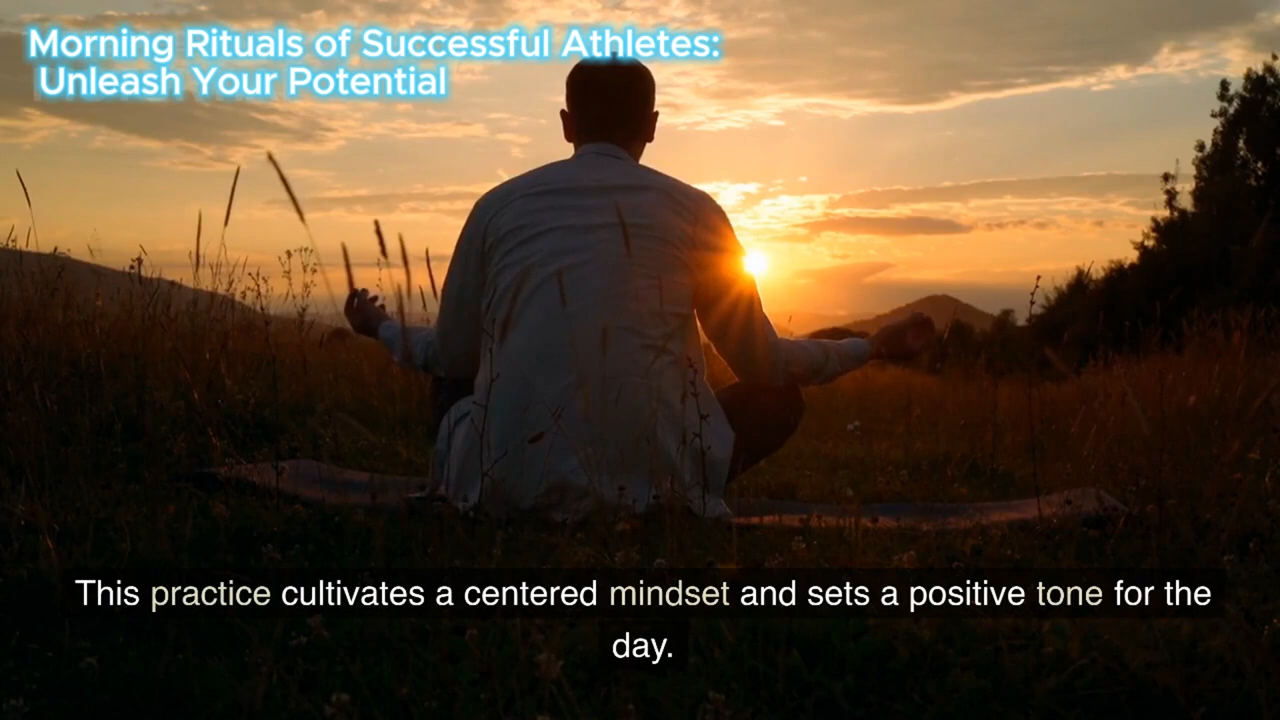 Morning Rituals of Successful Athletes:
Unleash Your Potential
This practice cultivates a centered mindset and sets a positive tone for the
day.